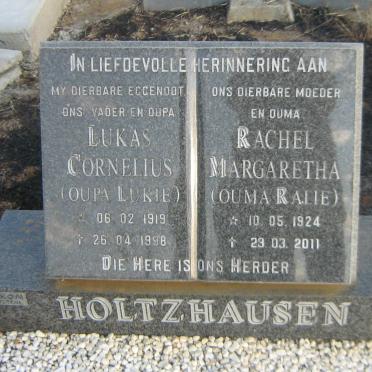 IN LIEFDEVOLLE HERINNERING AAN
MY DIERBARE EGGENOOT
ONS VADER EN OUPA
LUKAS
CORNELIUS
(OUPA LUKIE)
☆ 06.02.1919
✝ 26.04.1998
ONS DIERBARE MOEDER
EN OUMA
RACHEL
MARGARETHA
(OUMA RALIE)
☆ 10.05.1924
✝ 29.03.2011
DIE HERE IS ONS HERDER
HOLTZHAUSEN